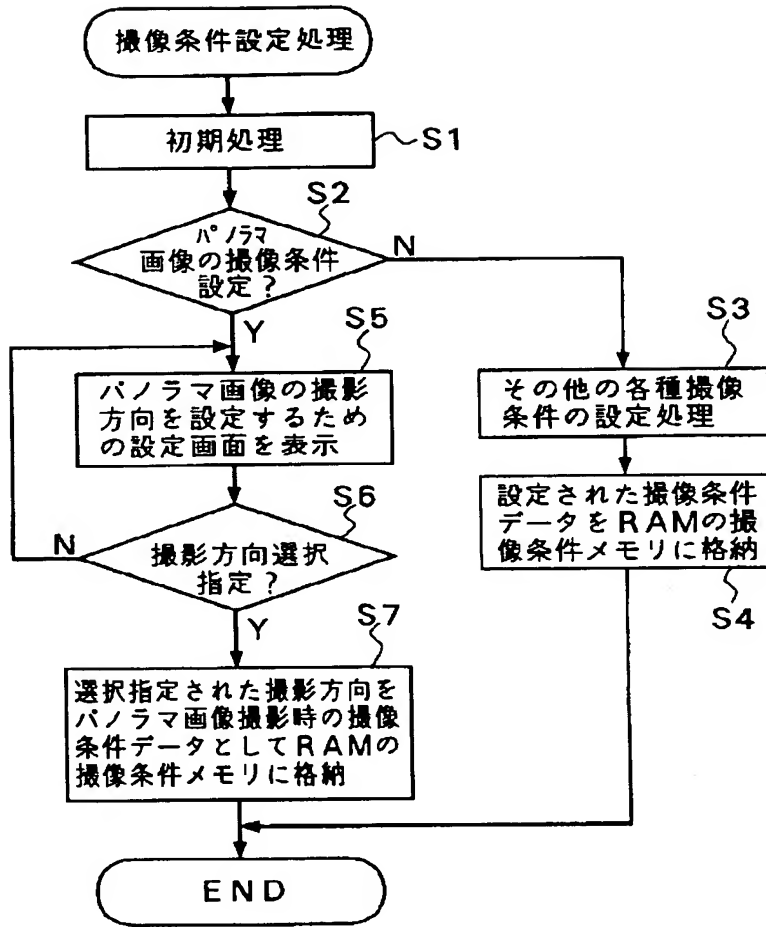 撮像条件設定処理
初期処理
S1
S2
パノラマ
画像の撮像条件
設定?
N
Y
S5
パノラマ画像の撮影
方向を設定するため
の設定画面を表示
S3
その他の各種撮像
条件の設定処理
S6
撮影方向選択
指定?
N
Y
設定された撮像条件
データをRAMの撮
像条件メモリに格納
S4
S7
選択指定された撮影方向を
パノラマ画像撮影時の撮像
条件データとしてRAMの
撮像条件メモリに格納
END